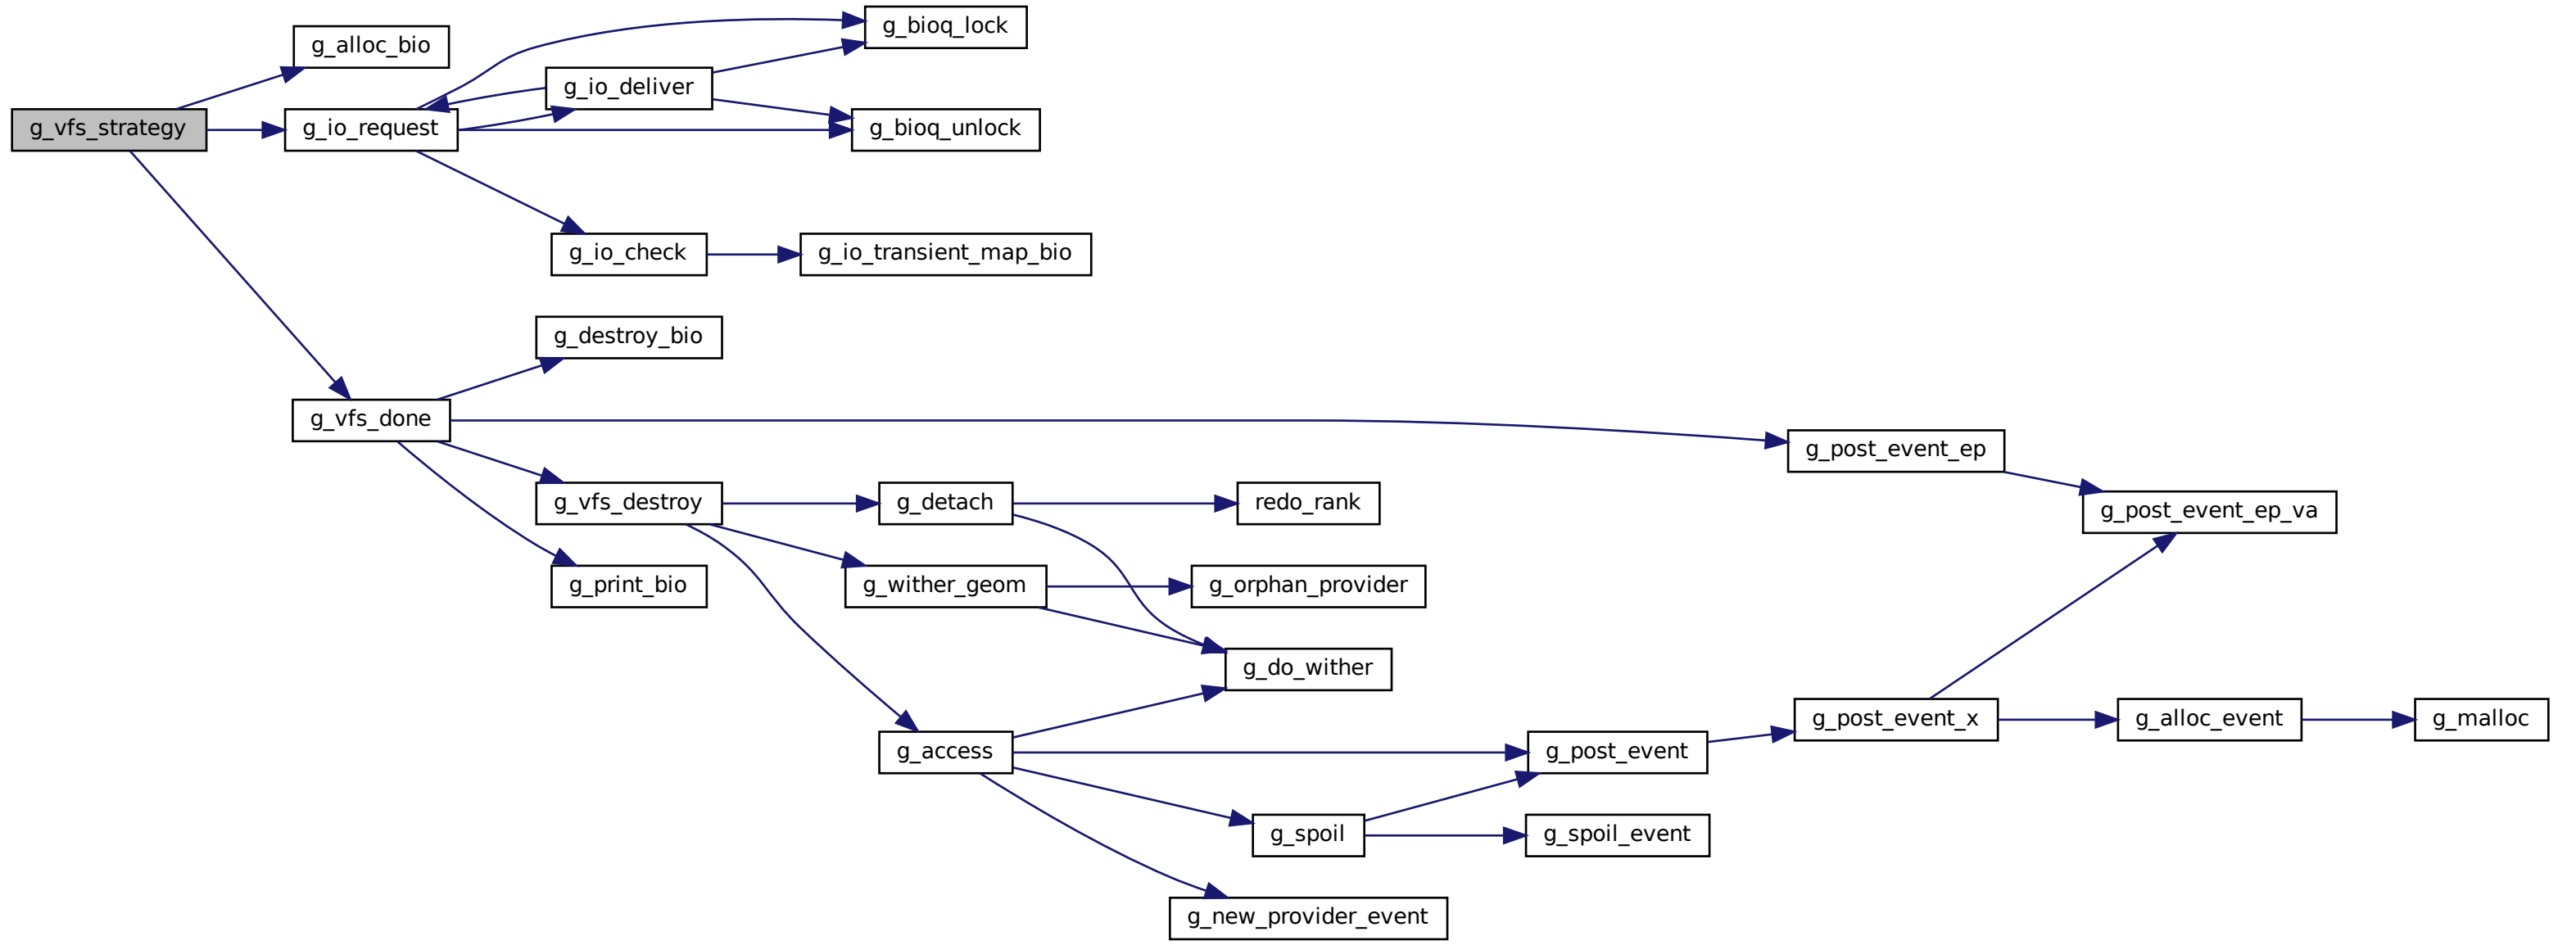 g_vfs_strategy
g_alloc_bio
g_io_request
g_io_deliver
g_bioq_lock
g_bioq_unlock
g_io_check
g_io_transient_map_bio
g_vfs_done
g_destroy_bio
g_post_event_ep
g_post_event_ep_va
g_vfs_destroy
g_detach
redo_rank
g_print_bio
g_wither_geom
g_orphan_provider
g_do_wither
g_access
g_post_event
g_post_event_x
g_alloc_event
g_malloc
g_spoil
g_spoil_event
g_new_provider_event